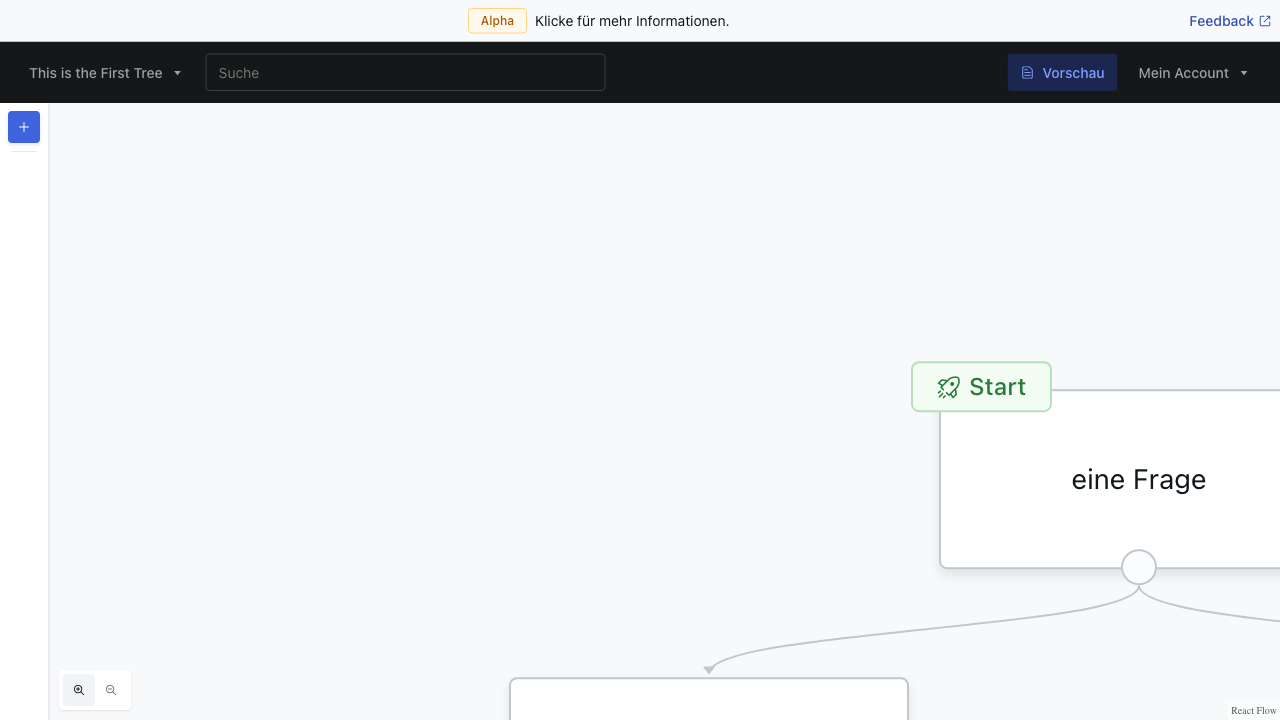 Alpha Klicke für mehr Informationen.
Feedback
This is the First Tree
Suche
Vorschau
Mein Account
Start
eine Frage
React Flow